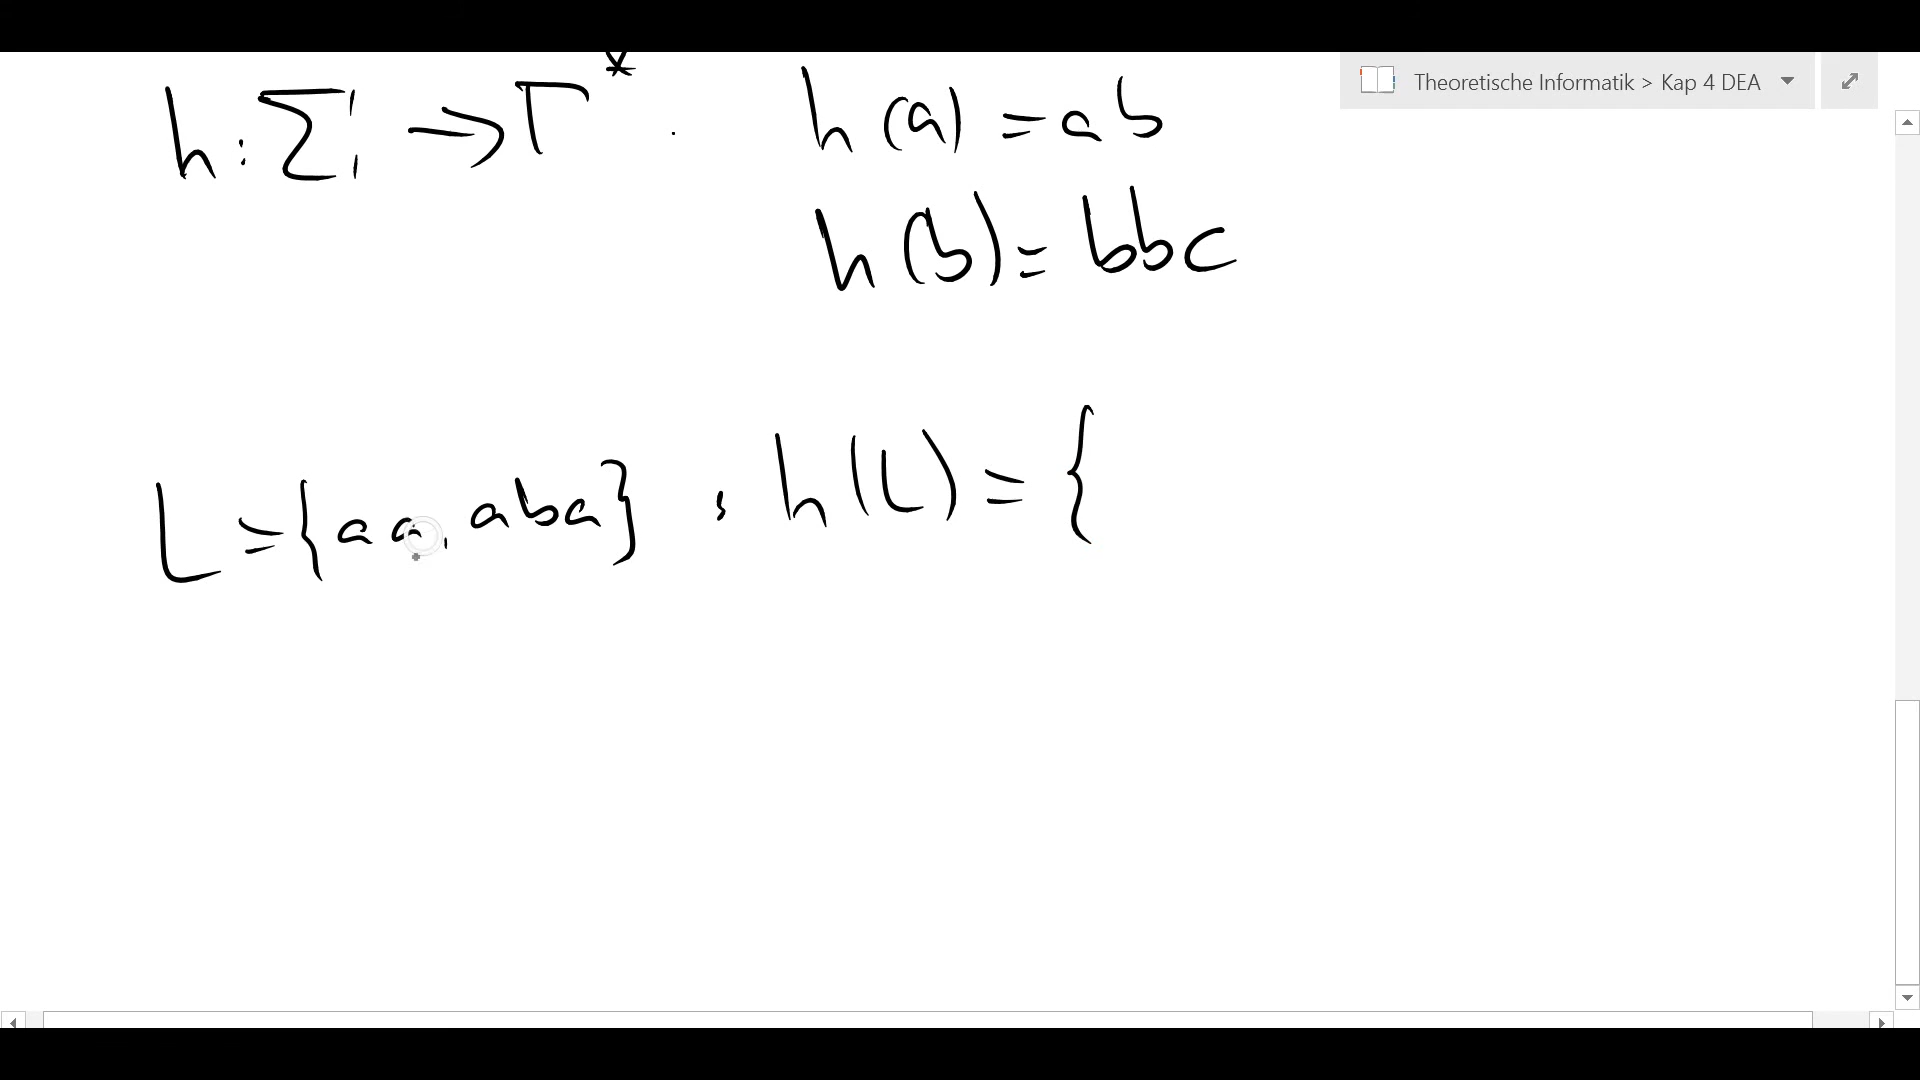 Theoretische Informatik > Kap 4 DEA
h: Σ → Γ* . h(a) = ab
h(b) = bbc
L = {aa, aba} , h(L) = {